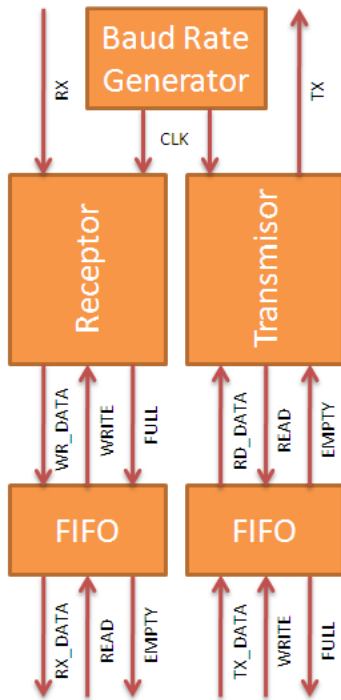 Baud Rate
Generator
RX
TX
CLK
Receptor
Transmisor
WR_DATA
WRITE
FULL
RD_DATA
READ
EMPTY
FIFO
FIFO
RX_DATA
READ
EMPTY
TX_DATA
WRITE
FULL